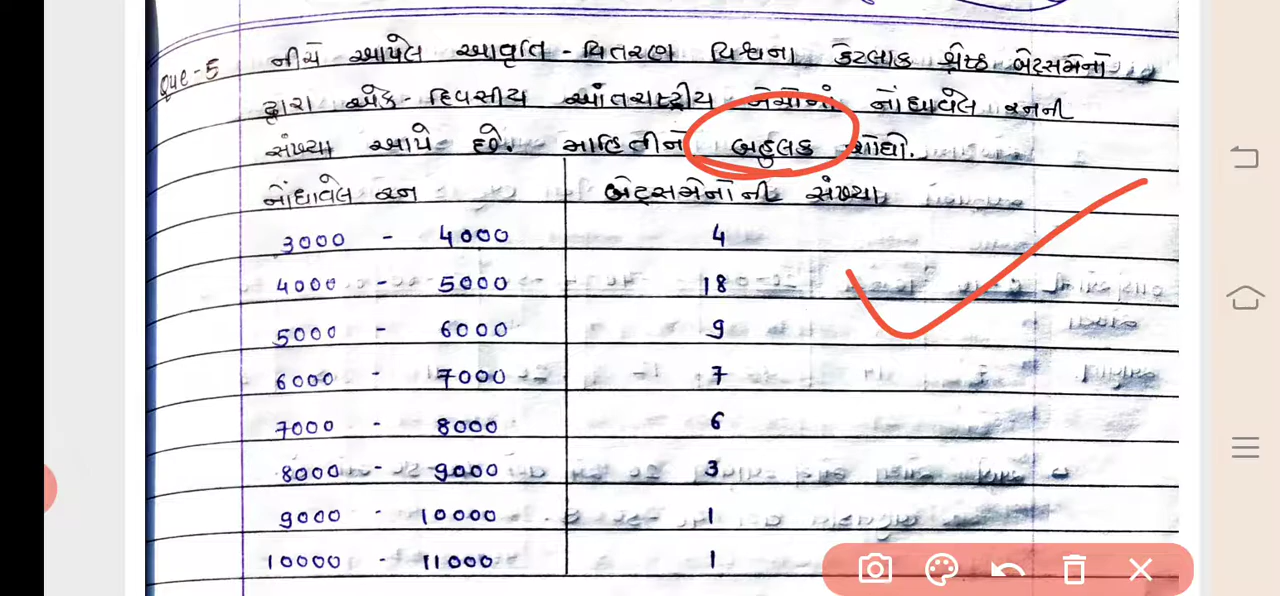 Que-5 નીચે આપેલ આવૃતિ - વિતરણ વિશ્વના કેટલાક શ્રેષ્ઠ બેટ્સમેનો
દ્વારા એક-દિવસીય આંતરરાષ્ટ્રીય મેચોમાં નોંધાવેલ રનની
સંખ્યા આપે છે. માહિતીનો બહુલક શોધો.
નોંધાવેલ રન બેટ્સમેનોની સંખ્યા
3000 - 4000 4
4000 - 5000 18
5000 - 6000 9
6000 - 7000 7
7000 - 8000 6
8000 - 9000 3
9000 - 10000 1
10000 - 11000 1